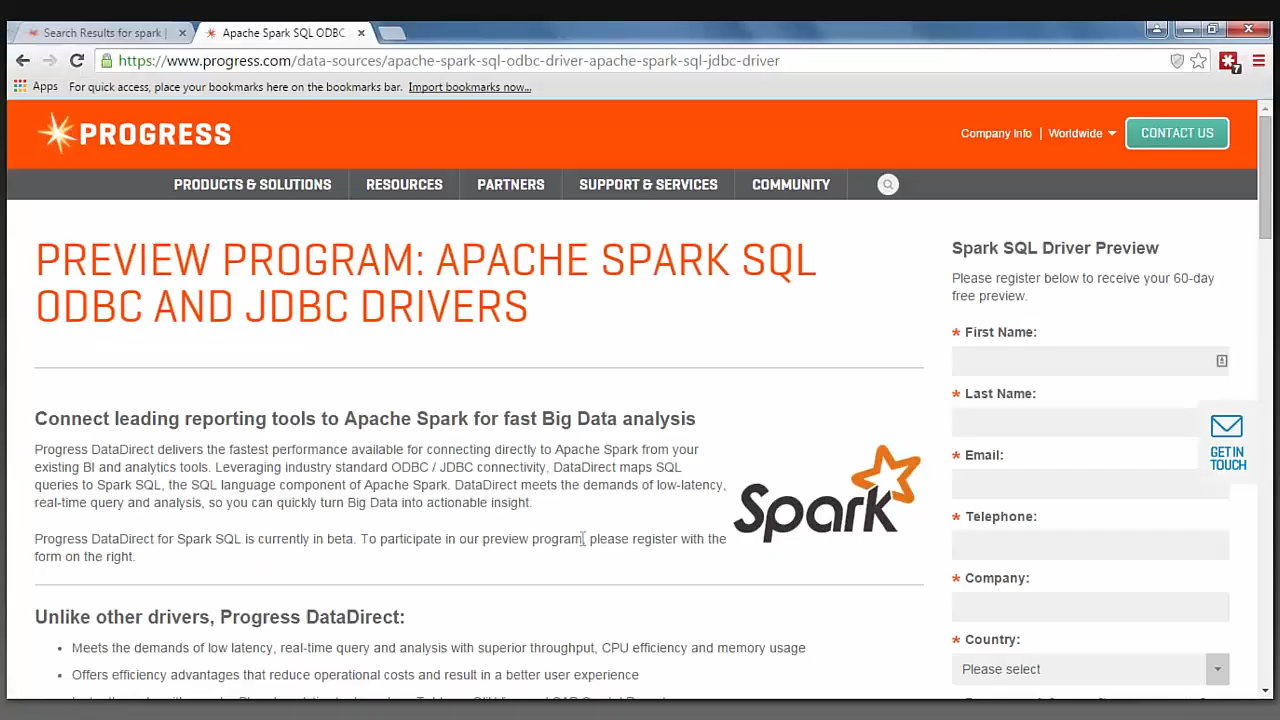 Search Results for spark |
Apache Spark SQL ODBC
https://www.progress.com/data-sources/apache-spark-sql-odbc-driver-apache-spark-sql-jdbc-driver
7
Apps For quick access, place your bookmarks here on the bookmarks bar. Import bookmarks now...
PROGRESS
Company Info | Worldwide
CONTACT US
PRODUCTS & SOLUTIONS
RESOURCES
PARTNERS
SUPPORT & SERVICES
COMMUNITY
PREVIEW PROGRAM: APACHE SPARK SQL
ODBC AND JDBC DRIVERS
Connect leading reporting tools to Apache Spark for fast Big Data analysis
Progress DataDirect delivers the fastest performance available for connecting directly to Apache Spark from your
existing BI and analytics tools. Leveraging industry standard ODBC / JDBC connectivity, DataDirect maps SQL
queries to Spark SQL, the SQL language component of Apache Spark. DataDirect meets the demands of low-latency,
real-time query and analysis, so you can quickly turn Big Data into actionable insight.
Spark
Progress DataDirect for Spark SQL is currently in beta. To participate in our preview program, please register with the
form on the right.
Unlike other drivers, Progress DataDirect:
• Meets the demands of low latency, real-time query and analysis with superior throughput, CPU efficiency and memory usage
• Offers efficiency advantages that reduce operational costs and result in a better user experience
Spark SQL Driver Preview
Please register below to receive your 60-day
free preview.
* First Name:
* Last Name:
* Email:
* Telephone:
* Company:
* Country:
Please select
GET IN
TOUCH